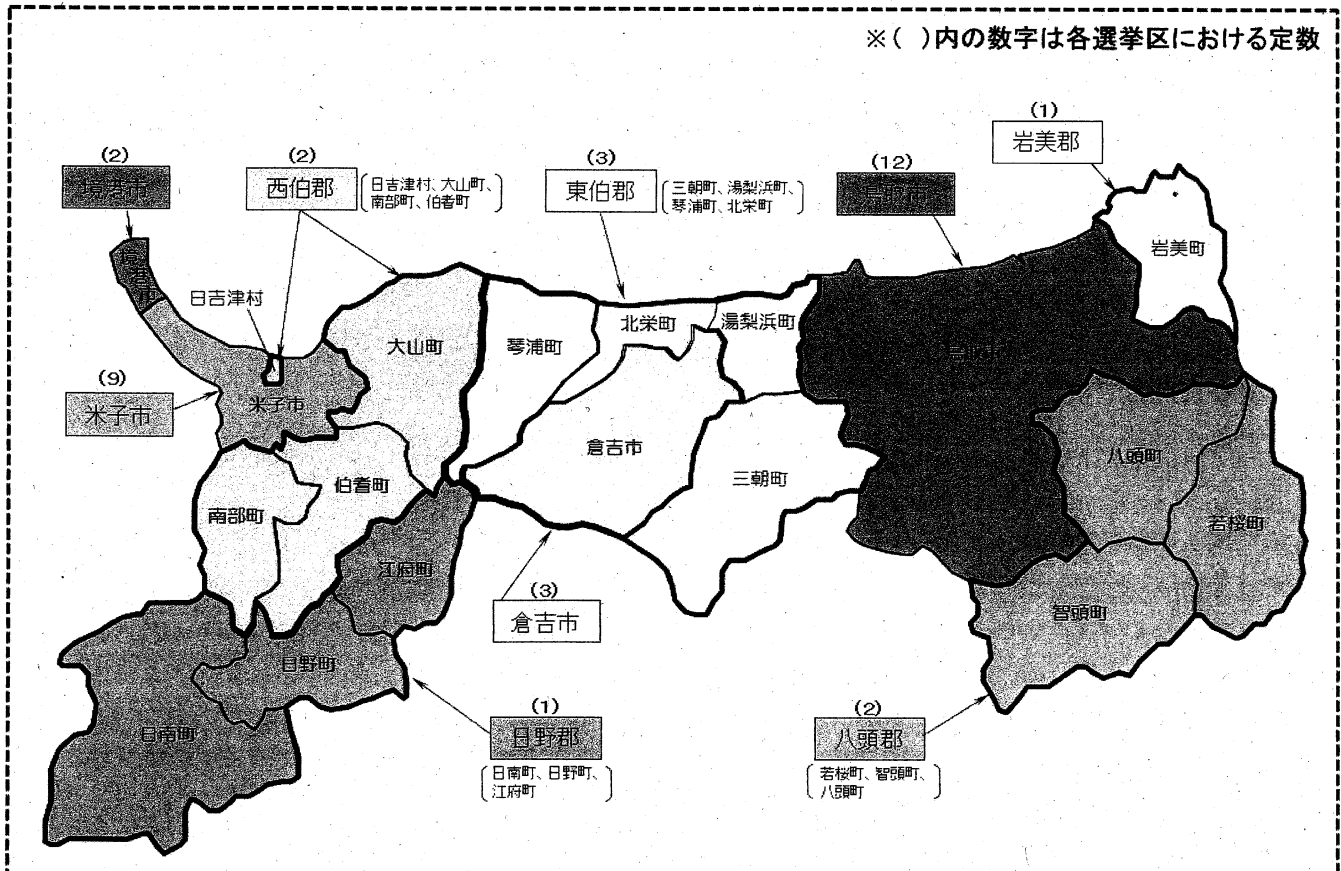 ※( )内の数字は各選挙区における定数
(1)
岩美郡
(2)
境港市
(2)
西伯郡
日吉津村、大山町、
南部町、伯耆町
(3)
東伯郡
三朝町、湯梨浜町、
琴浦町、北栄町
(12)
鳥取市
岩美町
境港市
日吉津村
大山町
琴浦町
北栄町
湯梨浜町
(9)
米子市
米子市
倉吉市
三朝町
八頭町
若桜町
南部町
伯耆町
江府町
智頭町
(3)
倉吉市
日野町
日南町
(1)
日野郡
日南町、日野町、
江府町
(2)
八頭郡
若桜町、智頭町、
八頭町